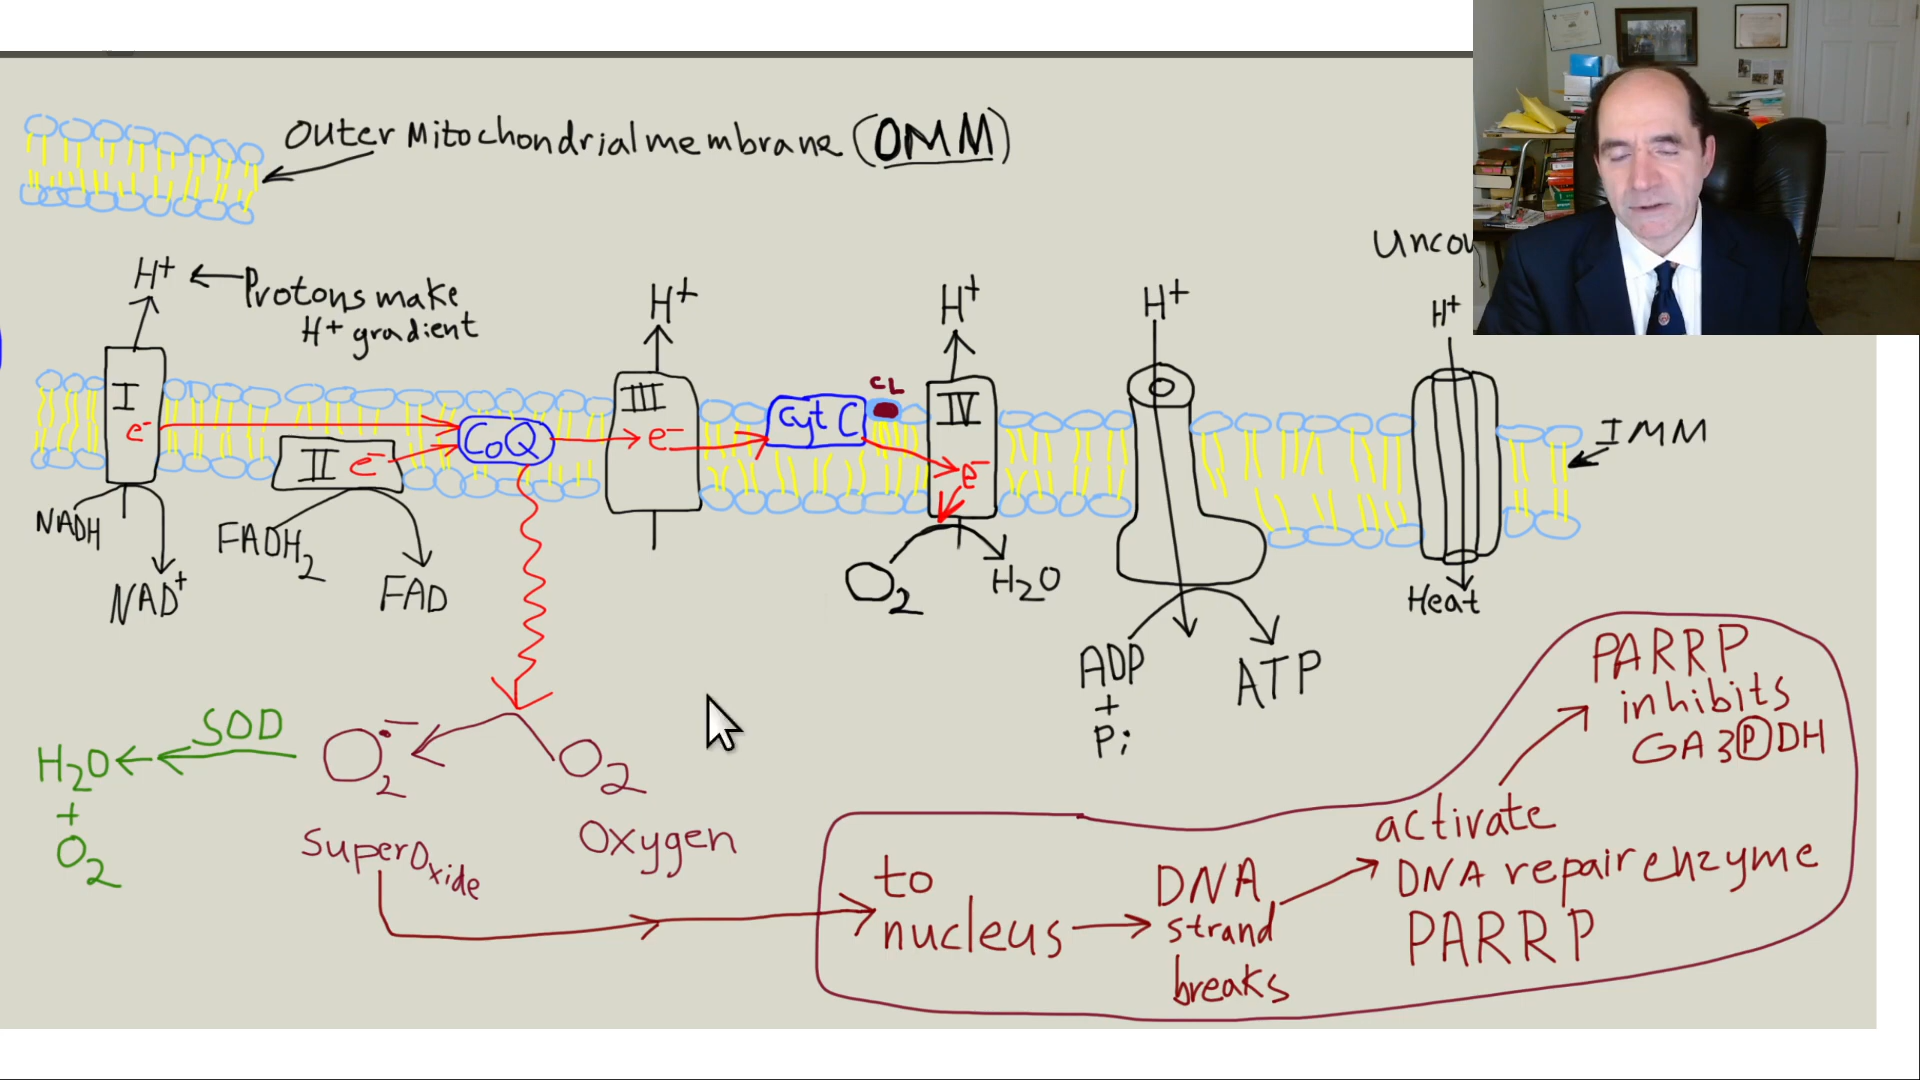 Outer Mitochondrial membrane (OMM)
H+
Protons make
H+ gradient
H+
H+
H+
Uncou
H+
I
e-
II e-
CoQ
III
e-
Cyt C
CL
IV
e-
IMM
NADH
NAD+
FADH2
FAD
O2
H2O
Heat
ADP
+
Pi
ATP
SOD
H2O
+
O2
O2•-
O2
SuperOxide
Oxygen
to
nucleus
DNA
strand
breaks
activate
DNA repair enzyme
PARRP
PARRP
inhibits
GA3PDH